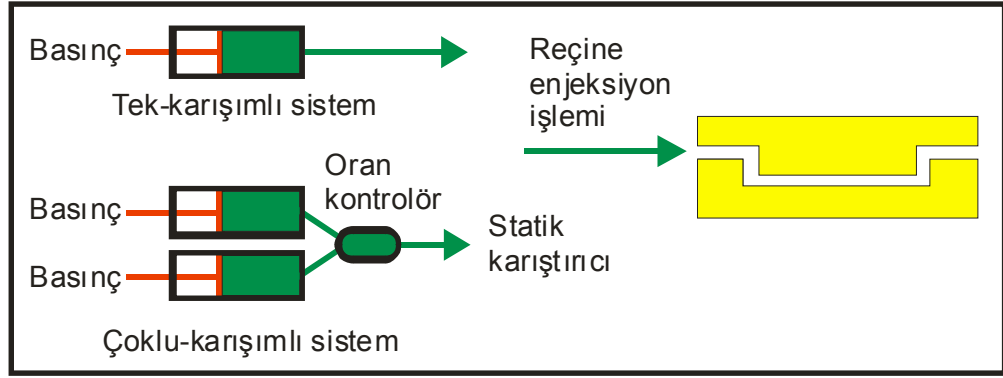 Basınç
Tek-karışımlı sistem
Reçine
enjeksiyon
işlemi
Oran
kontrolör
Basınç
Basınç
Statik
karıştırıcı
Çoklu-karışımlı sistem